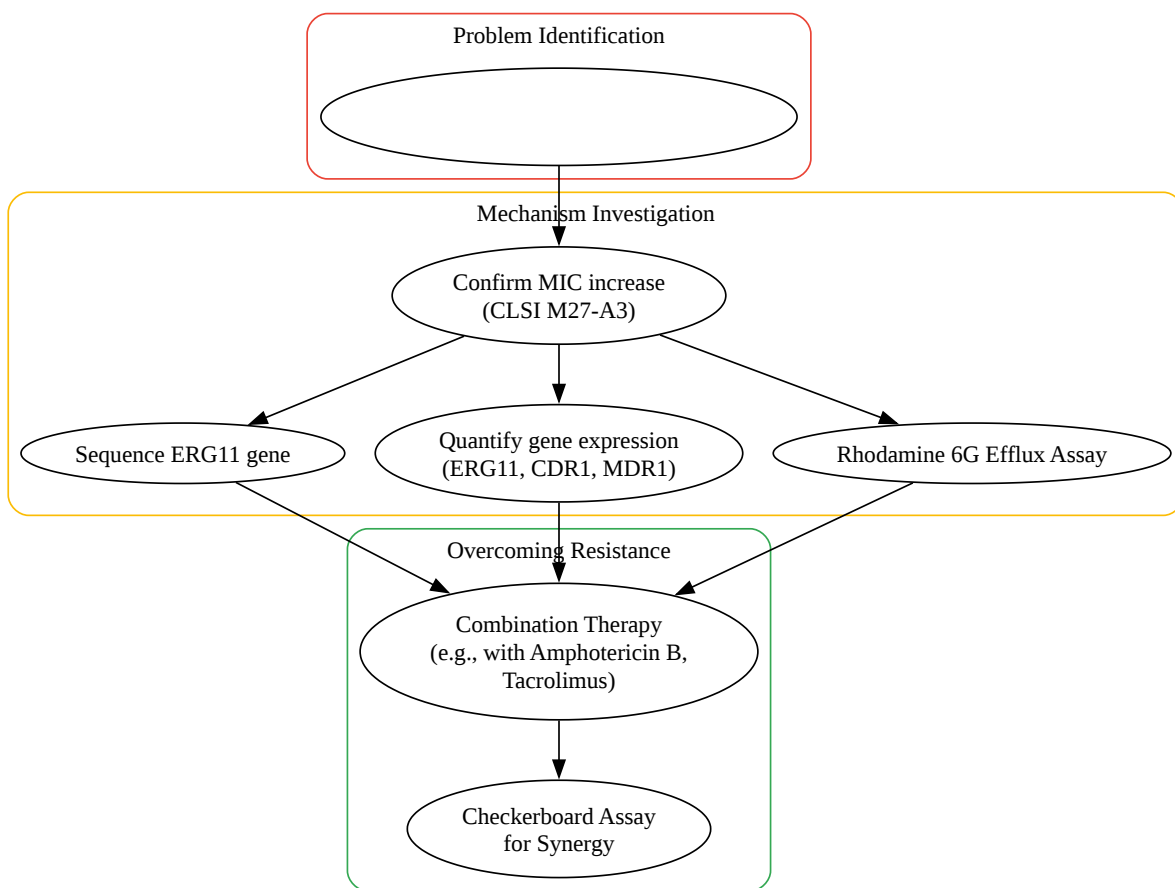 Problem Identification
Mechanism Investigation
Confirm MIC increase
(CLSI M27-A3)
Sequence ERG11 gene
Quantify gene expression
(ERG11, CDR1, MDR1)
Rhodamine 6G Efflux Assay
Overcoming Resistance
Combination Therapy
(e.g., with Amphotericin B,
Tacrolimus)
Checkerboard Assay
for Synergy